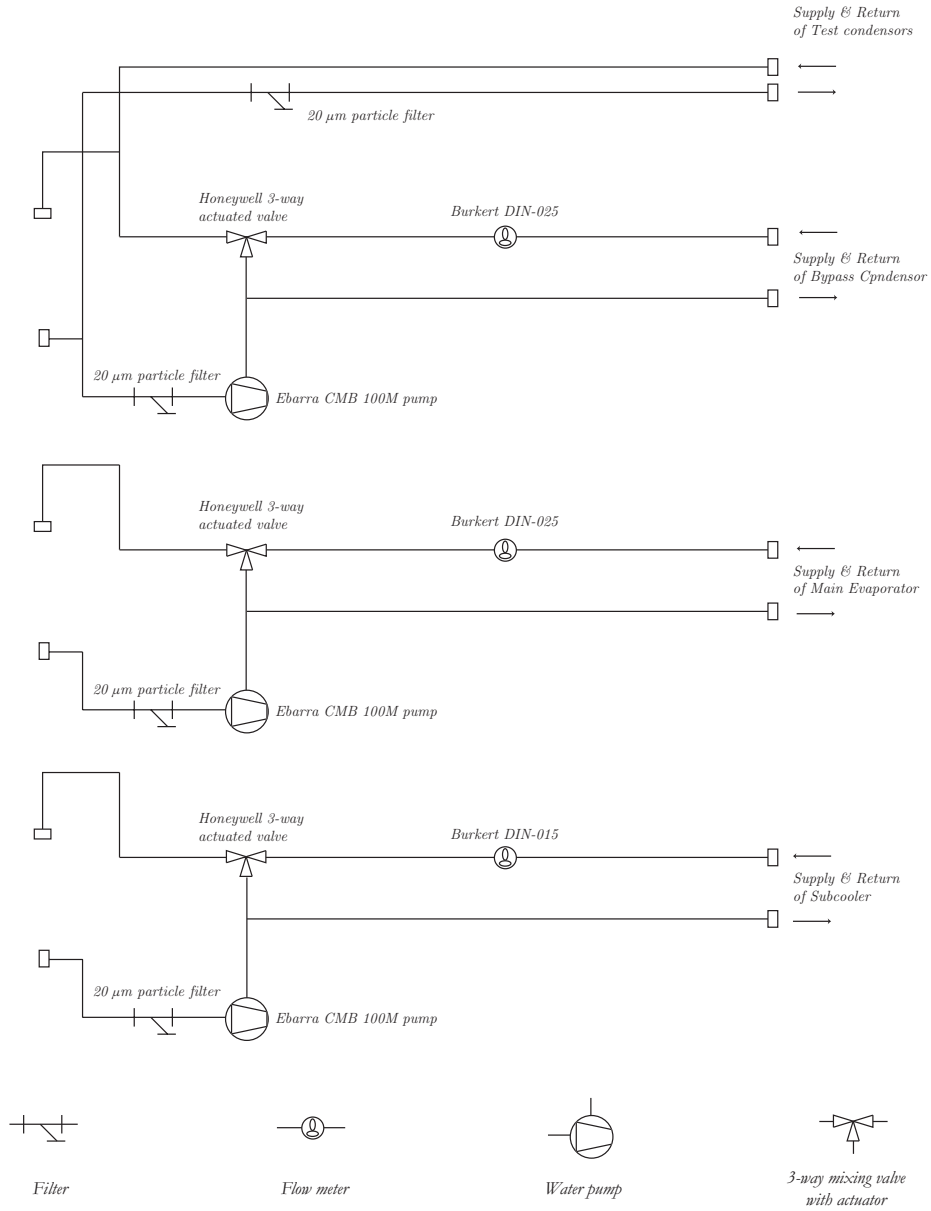 Supply & Return
of Test condensors
20 μm particle filter
Honeywell 3-way
actuated valve
Burkert DIN-025
Supply & Return
of Bypass Cpndensor
20 μm particle filter
Ebarra CMB 100M pump
Honeywell 3-way
actuated valve
Burkert DIN-025
Supply & Return
of Main Evaporator
20 μm particle filter
Ebarra CMB 100M pump
Honeywell 3-way
actuated valve
Burkert DIN-015
Supply & Return
of Subcooler
20 μm particle filter
Ebarra CMB 100M pump
Filter
Flow meter
Water pump
3-way mixing valve
with actuator